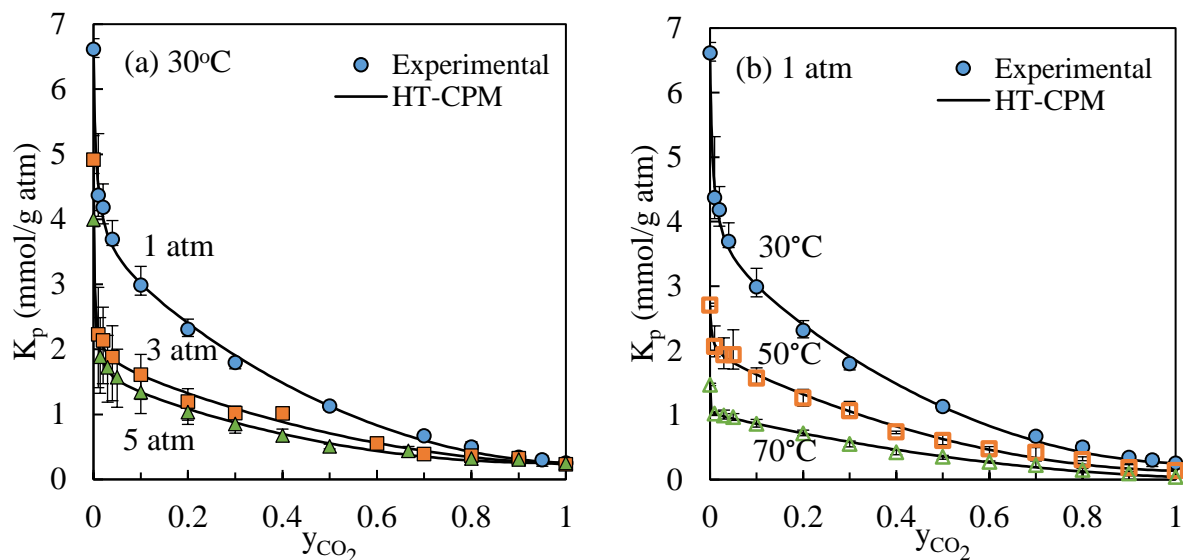 (a) 30°C
Experimental
HT-CPM
7
6
5
4
3
2
1
0
K_p (mmol/g atm)
1 atm
3 atm
5 atm
0 0.2 0.4 0.6 0.8 1
y_CO₂
(b) 1 atm
Experimental
HT-CPM
7
6
5
4
3
2
1
0
K_p (mmol/g atm)
30°C
50°C
70°C
0 0.2 0.4 0.6 0.8 1
y_CO₂